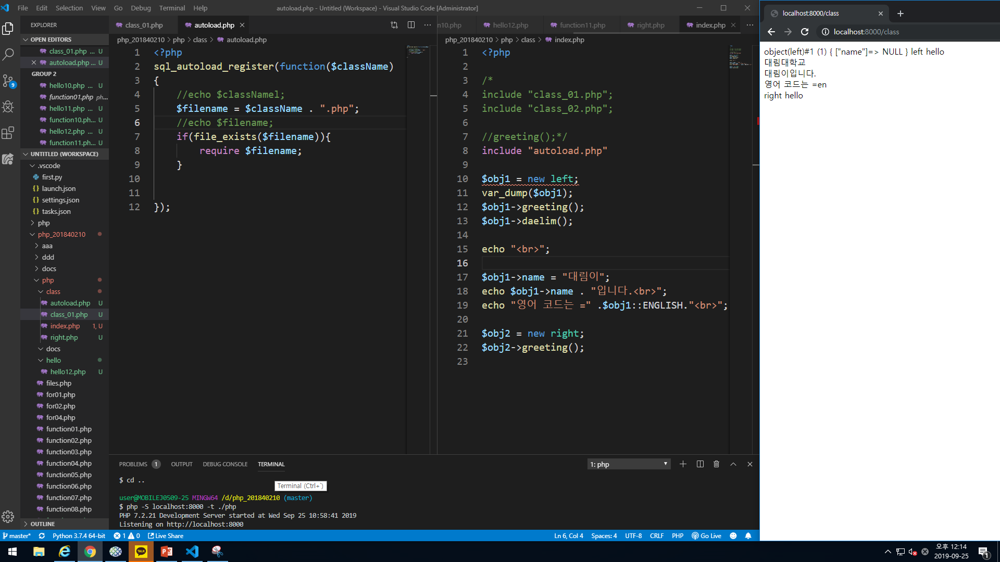 File Edit Selection View Go Debug Terminal Help
autoload.php - Untitled (Workspace) - Visual Studio Code [Administrator]
EXPLORER
OPEN EDITORS
class_01.php ... U
autoload.php ... U
GROUP 2
hello10.php ... U
function01.php ph...
hello11.php ... U
function10.ph... U
hello12.php ... U
function11.ph... U
UNTITLED (WORKSPACE)
.vscode
first.py
launch.json
settings.json
tasks.json
php
php_201840210
aaa
ddd
docs
php
class
autoload.php U
class_01.php U
index.php 1, U
right.php U
docs
hello
hello12.php U
files.php
for01.php
for02.php
for04.php
function01.php
function02.php
function03.php
function04.php
function05.php
function06.php
function07.php
function08.php
OUTLINE
9
class_01.php autoload.php
php_201840210 > php > class > autoload.php
1 <?php
2 sql_autoload_register(function($className)
3 {
4 //echo $classNamel;
5 $filename = $className . ".php";
6 //echo $filename;
7 if(file_exists($filename)){
8 require $filename;
9 }
10
11
12 });
n10.php hello12.php function11.php right.php index.php
php_201840210 > php > class > index.php
1 <?php
2
3 /*
4 include "class_01.php";
5 include "class_02.php";
6
7 //greeting();*/
8 include "autoload.php"
9
10 $obj1 = new left;
11 var_dump($obj1);
12 $obj1->greeting();
13 $obj1->daelim();
14
15 echo "<br>";
16
17 $obj1->name = "대림이";
18 echo $obj1->name . "입니다.<br>";
19 echo "영어 코드는 =" .$obj1::ENGLISH."<br>";
20
21 $obj2 = new right;
22 $obj2->greeting();
23
PROBLEMS 1 OUTPUT DEBUG CONSOLE TERMINAL
1: php
$ cd ..
Terminal (Ctrl+`)
user@MOBILEJ0509-25 MINGW64 /d/php_201840210 (master)
$ php -S localhost:8000 -t ./php
PHP 7.2.21 Development Server started at Wed Sep 25 10:58:41 2019
Listening on http://localhost:8000
master* Python 3.7.4 64-bit 1 0 Live Share
Ln 6, Col 4 Spaces: 4 UTF-8 CRLF PHP Go Live
localhost:8000/class
localhost:8000/class
object(left)#1 (1) { ["name"]=> NULL } left hello
대림대학교
대림이입니다.
영어 코드는 =en
right hello
TALK
오후 12:14
2019-09-25
1